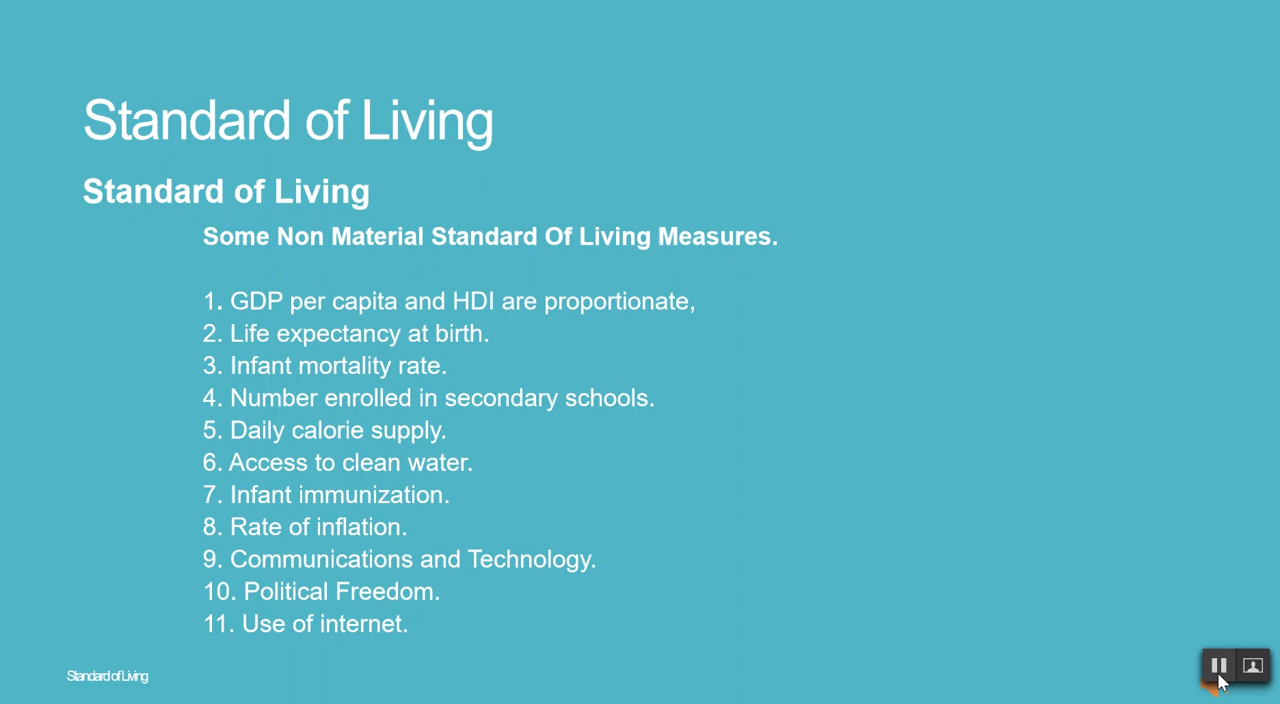 Standard of Living
Standard of Living
Some Non Material Standard Of Living Measures.
1. GDP per capita and HDI are proportionate,
2. Life expectancy at birth.
3. Infant mortality rate.
4. Number enrolled in secondary schools.
5. Daily calorie supply.
6. Access to clean water.
7. Infant immunization.
8. Rate of inflation.
9. Communications and Technology.
10. Political Freedom.
11. Use of internet.
Standard of Living